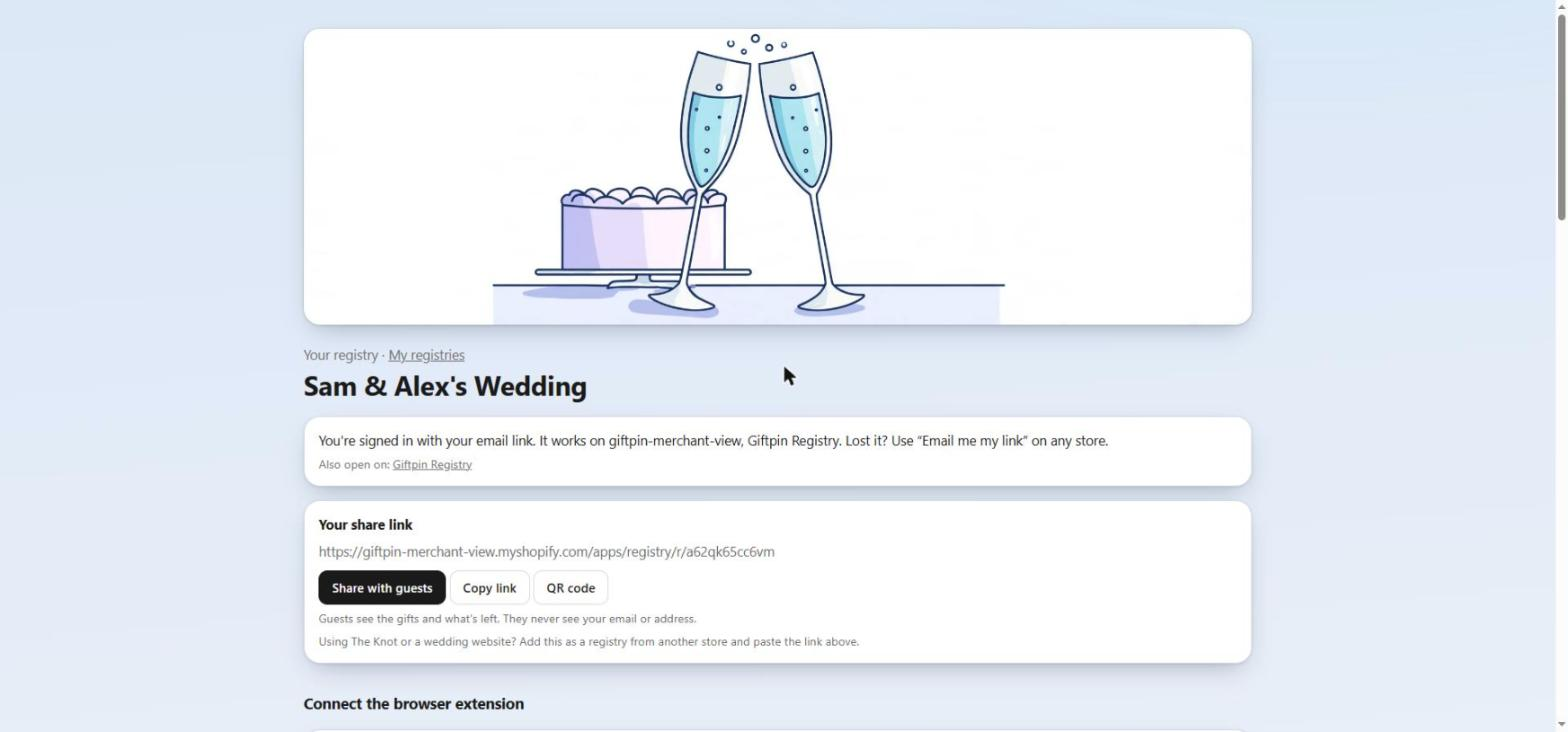 Your registry · My registries
Sam & Alex's Wedding
You're signed in with your email link. It works on giftpin-merchant-view, Giftpin Registry. Lost it? Use “Email me my link” on any store.
Also open on: Giftpin Registry
Your share link
https://giftpin-merchant-view.myshopify.com/apps/registry/r/a62qk65cc6vm
Share with guests
Copy link
QR code
Guests see the gifts and what's left. They never see your email or address.
Using The Knot or a wedding website? Add this as a registry from another store and paste the link above.
Connect the browser extension